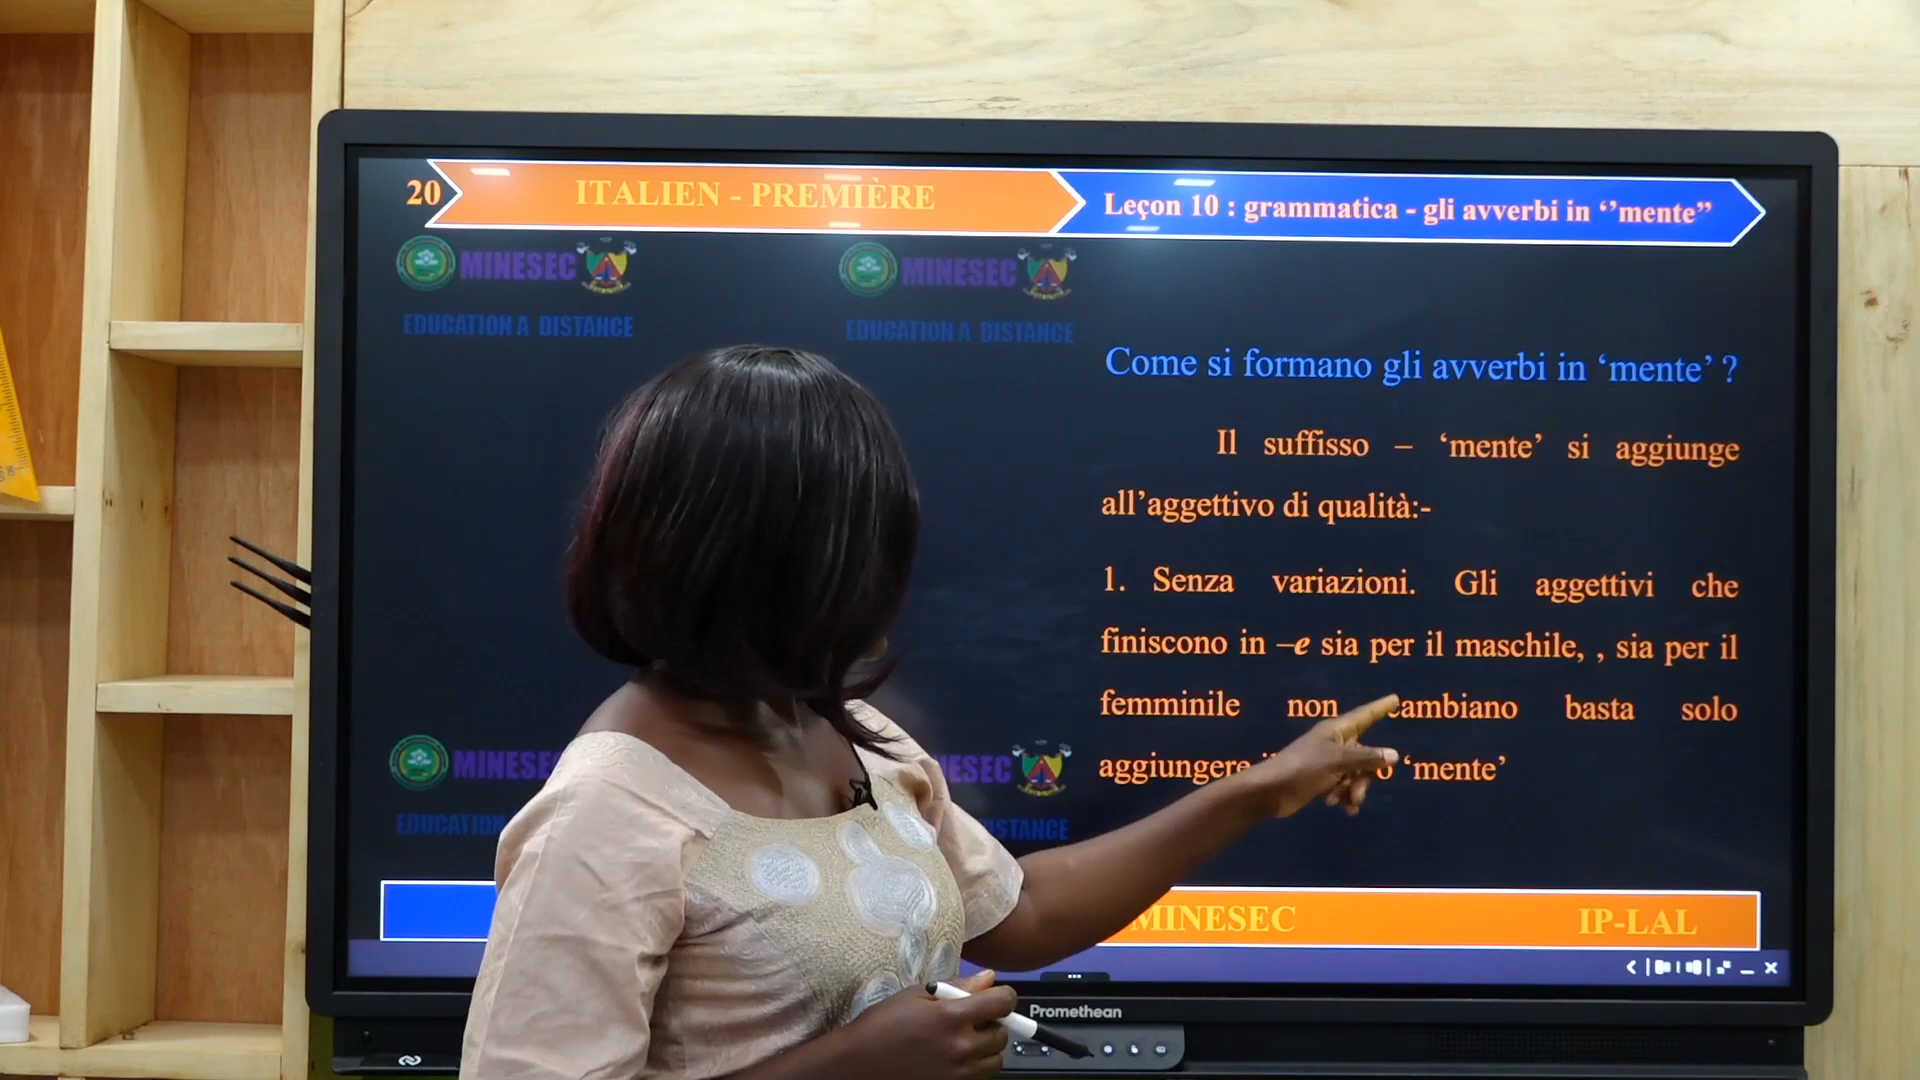 20
ITALIEN - PREMIÈRE
Leçon 10 : grammatica - gli avverbi in ‘’mente”
MINESEC
EDUCATION A DISTANCE
MINESEC
EDUCATION A DISTANCE
Come si formano gli avverbi in ‘mente’ ?
Il suffisso – ‘mente’ si aggiunge
all’aggettivo di qualità:-
1. Senza variazioni. Gli aggettivi che
finiscono in –e sia per il maschile, , sia per il
femminile non cambiano basta solo
aggiungere ‘mente’
MINESEC
MINESEC IP-LAL
Promethean